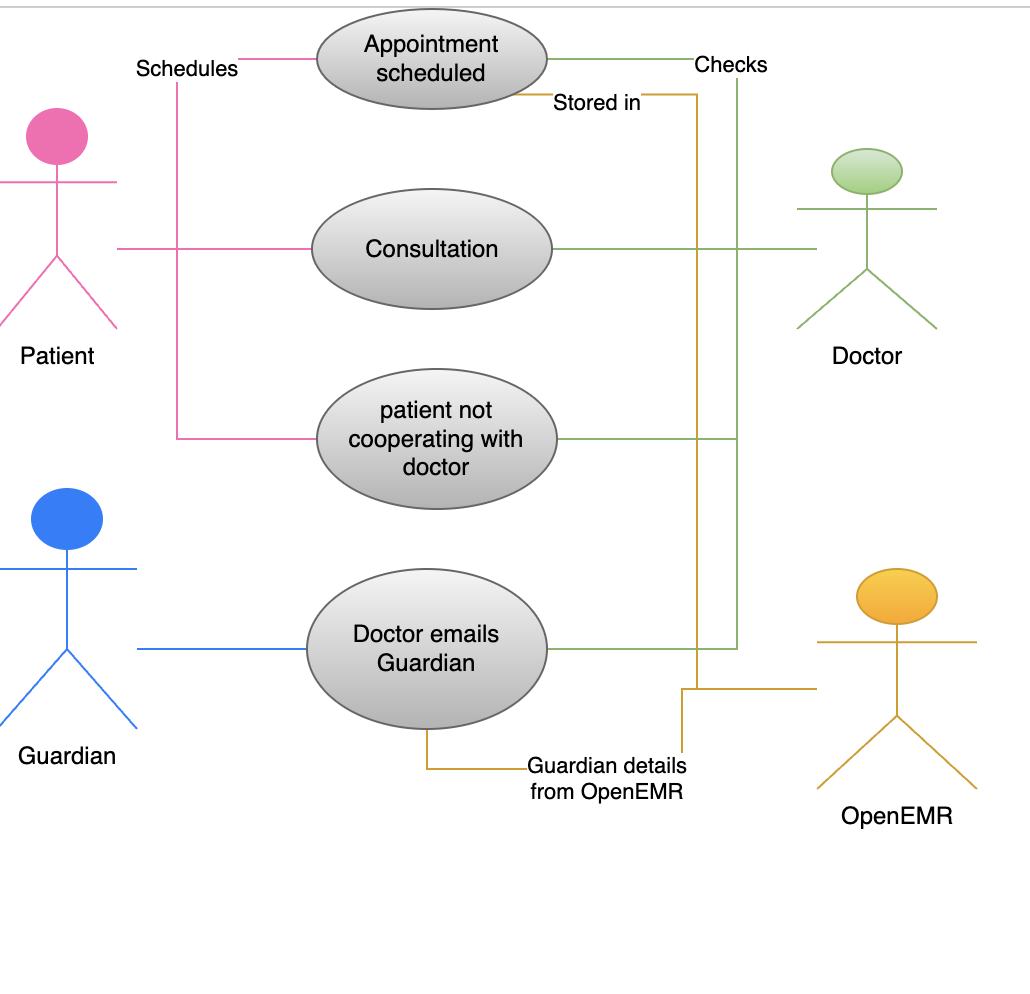 Appointment
scheduled
Schedules
Checks
Stored in
Consultation
Patient
Doctor
patient not
cooperating with
doctor
Doctor emails
Guardian
Guardian
Guardian details
from OpenEMR
OpenEMR